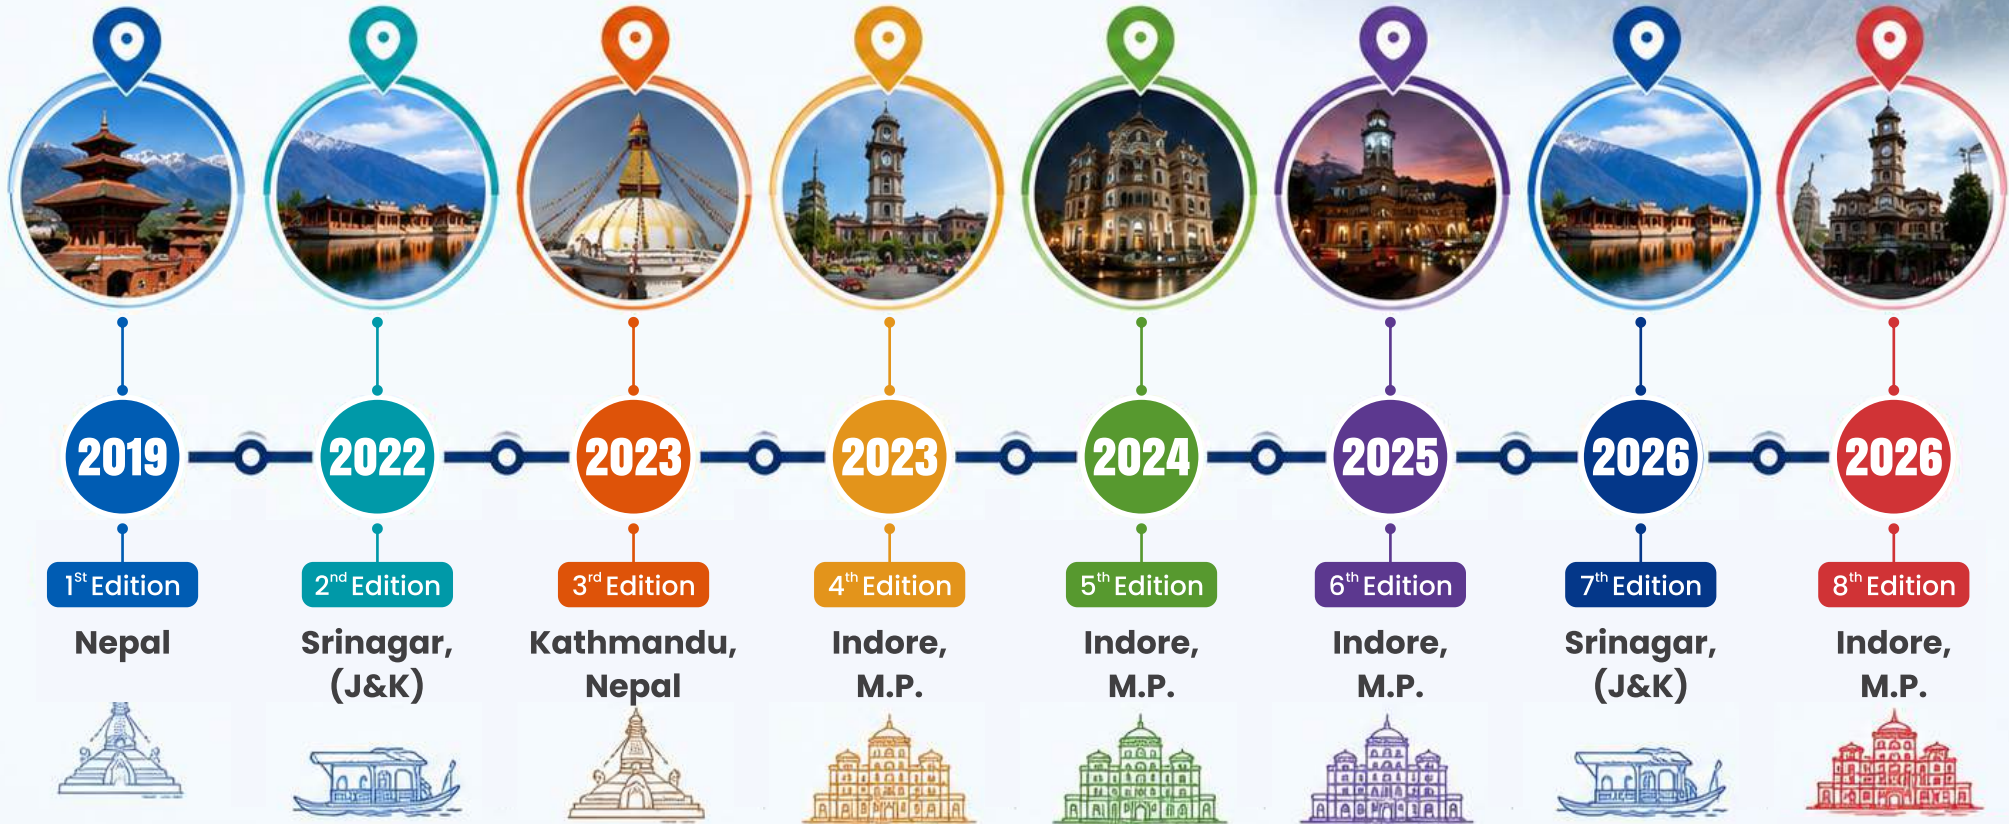 2019
2022
2023
2023
2024
2025
2026
2026
1St Edition
2nd Edition
3rd Edition
4th Edition
5th Edition
6th Edition
7th Edition
8th Edition
Nepal
Srinagar,
(J&K)
Kathmandu,
Nepal
Indore,
M.P.
Indore,
M.P.
Indore,
M.P.
Srinagar,
(J&K)
Indore,
M.P.